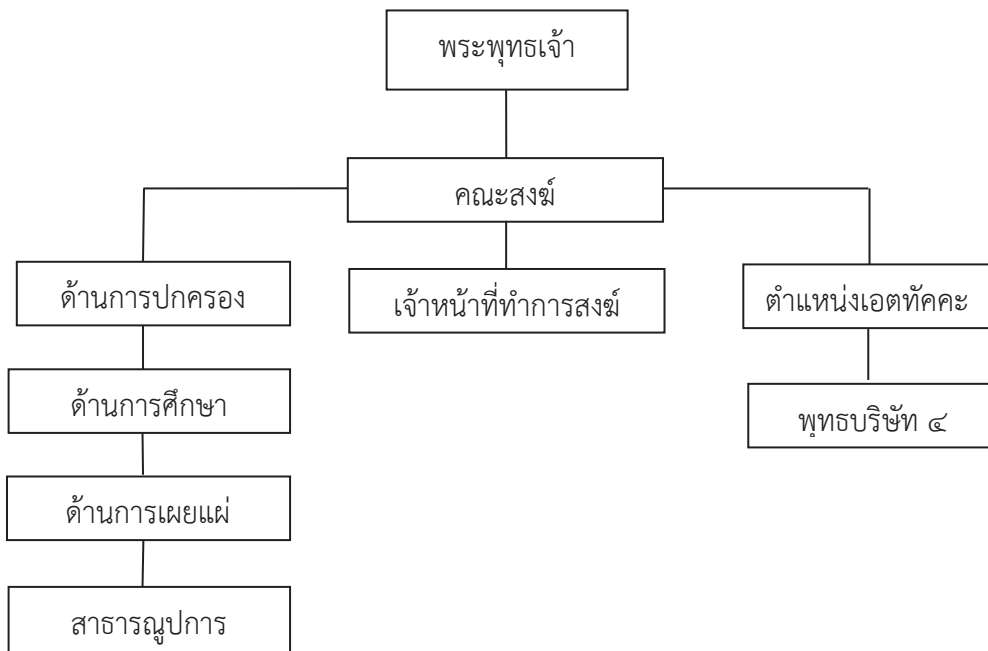 พระพุทธเจ้า
คณะสงฆ์
ด้านการปกครอง
เจ้าหน้าที่ทำการสงฆ์
ตำแหน่งเอตทัคคะ
ด้านการศึกษา
พุทธบริษัท ๔
ด้านการเผยแผ่
สาธารณูปการ